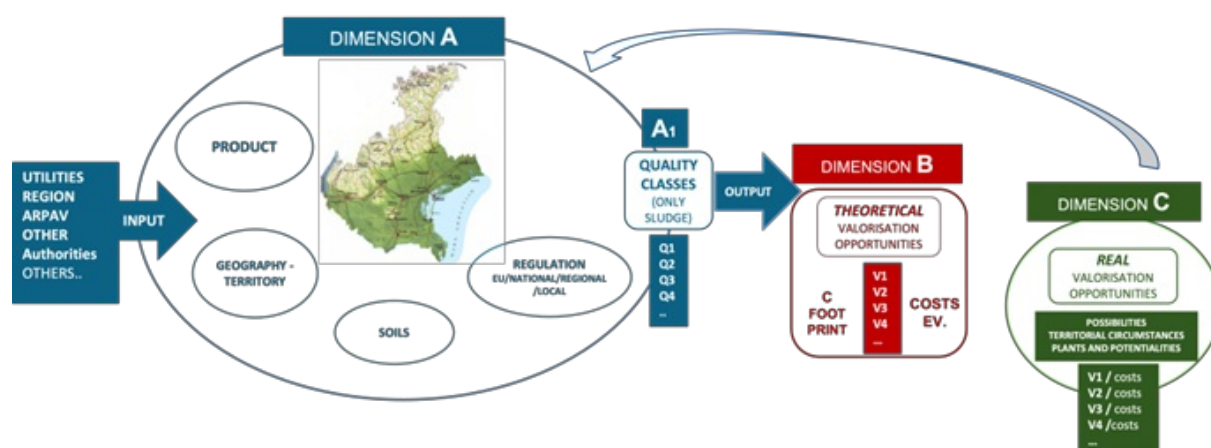 DIMENSION A
PRODUCT
UTILITIES
REGION
ARPAV
OTHER
Authorities
OTHERS..
INPUT
GEOGRAPHY -
TERRITORY
SOILS
REGULATION
EU/NATIONAL/REGIONAL
/LOCAL
A1
QUALITY
CLASSES
(ONLY
SLUDGE)
Q1
Q2
Q3
Q4
..
OUTPUT
DIMENSION B
THEORETICAL
VALORISATION
OPPORTUNITIES
C
FOOT
PRINT
V1
V2
V3
V4
...
COSTS
EV.
DIMENSION C
REAL
VALORISATION
OPPORTUNITIES
POSSIBILITIES
TERRITORIAL CIRCUMSTANCES
PLANTS AND POTENTIALITIES
V1 / costs
V2 / costs
V3 / costs
V4 /costs
...